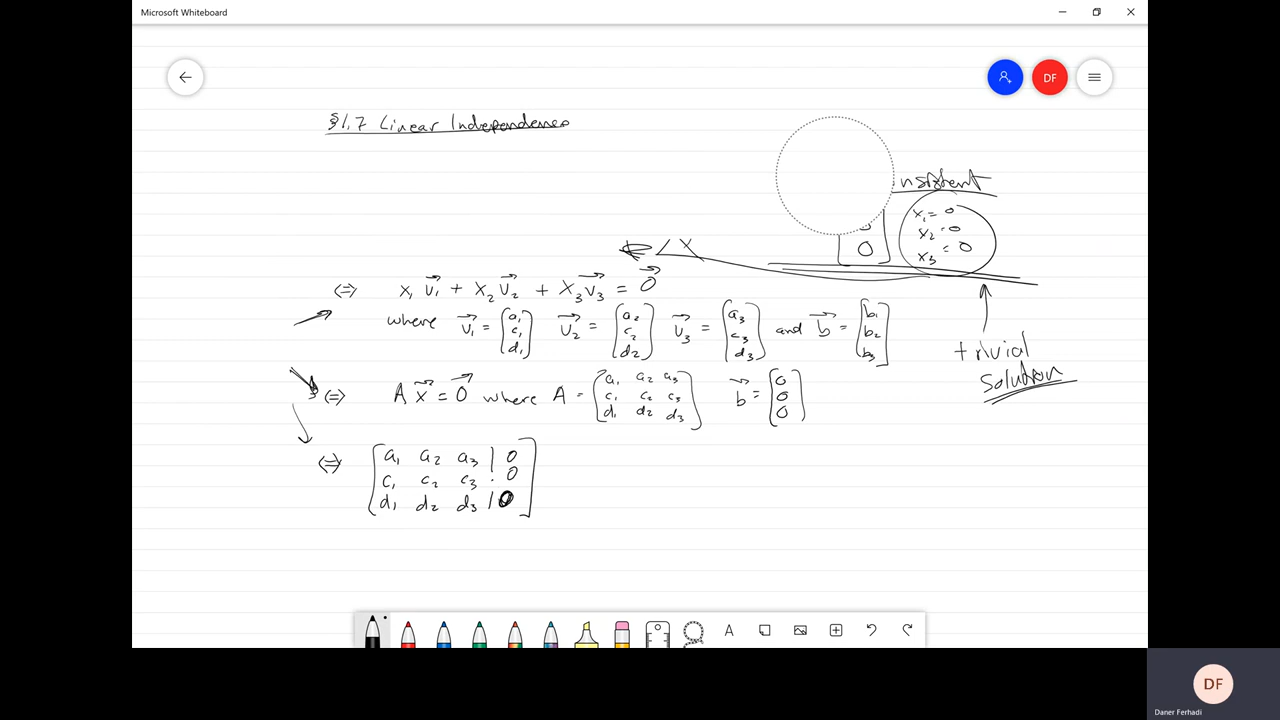 Microsoft Whiteboard
DF
§1.7 Linear Independence
x₁ = 0
x₂ = 0
x₃ = 0
0
⇔ x₁ v⃗₁ + x₂ v⃗₂ + x₃ v⃗₃ = 0⃗
where v⃗₁ = [a₁ c₁ d₁] v⃗₂ = [a₂ c₂ d₂] v⃗₃ = [a₃ c₃ d₃] and b⃗ = [b₁ b₂ b₃]
trivial
solution
⇔ A x⃗ = 0⃗ where A = [a₁ a₂ a₃
c₁ c₂ c₃
d₁ d₂ d₃] b⃗ = [0 0 0]
⇔ [a₁ a₂ a₃ | 0
c₁ c₂ c₃ | 0
d₁ d₂ d₃ | 0]
A
DF
Daner Ferhadi